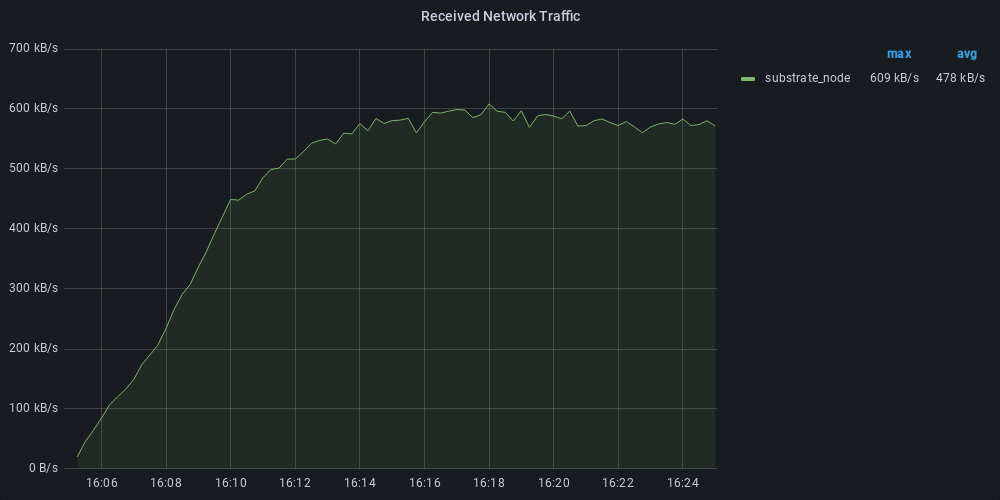 Received Network Traffic
700 kB/s
600 kB/s
500 kB/s
400 kB/s
300 kB/s
200 kB/s
100 kB/s
0 B/s
16:06 16:08 16:10 16:12 16:14 16:16 16:18 16:20 16:22 16:24
max avg
substrate_node 609 kB/s 478 kB/s